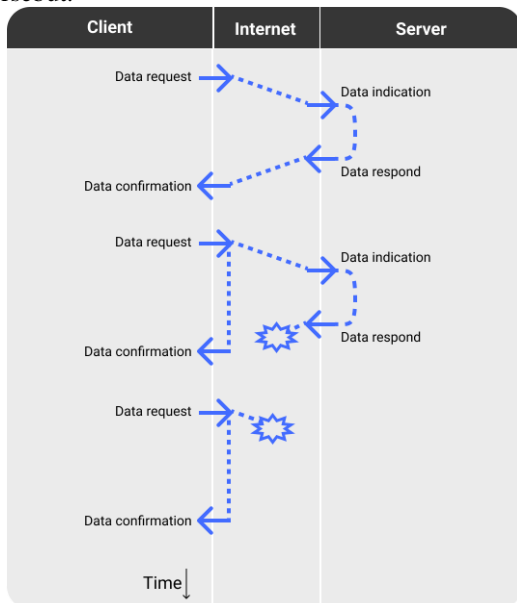 Client Internet Server
Data request
Data indication
Data respond
Data confirmation
Data request
Data indication
Data respond
Data confirmation
Data request
Data confirmation
Time